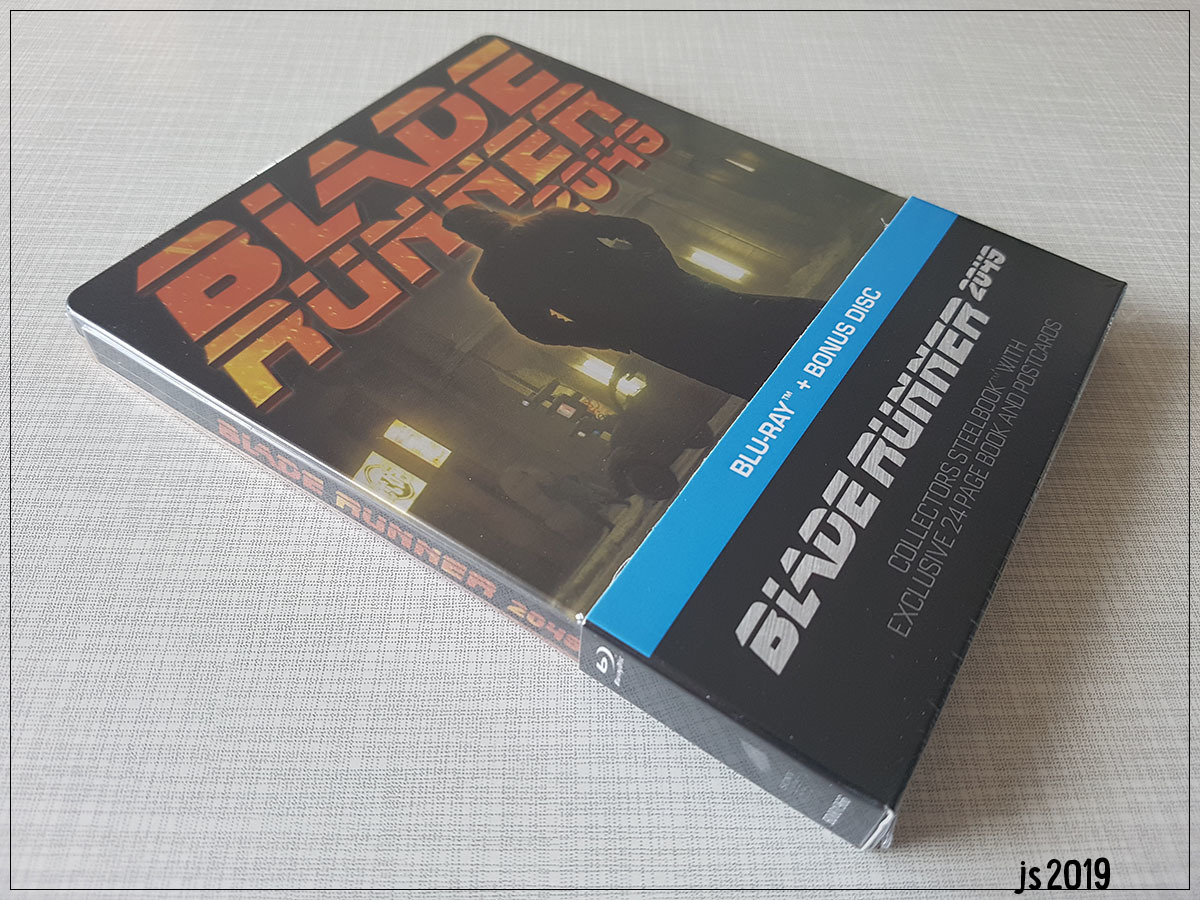 BLADE
RUNNER
2049
BLADE RUNNER 2049
BLU-RAY™ + BONUS DISC
BLADE RUNNER 2049
COLLECTORS STEELBOOK™ WITH
EXCLUSIVE 24 PAGE BOOK AND POSTCARDS
js 2019